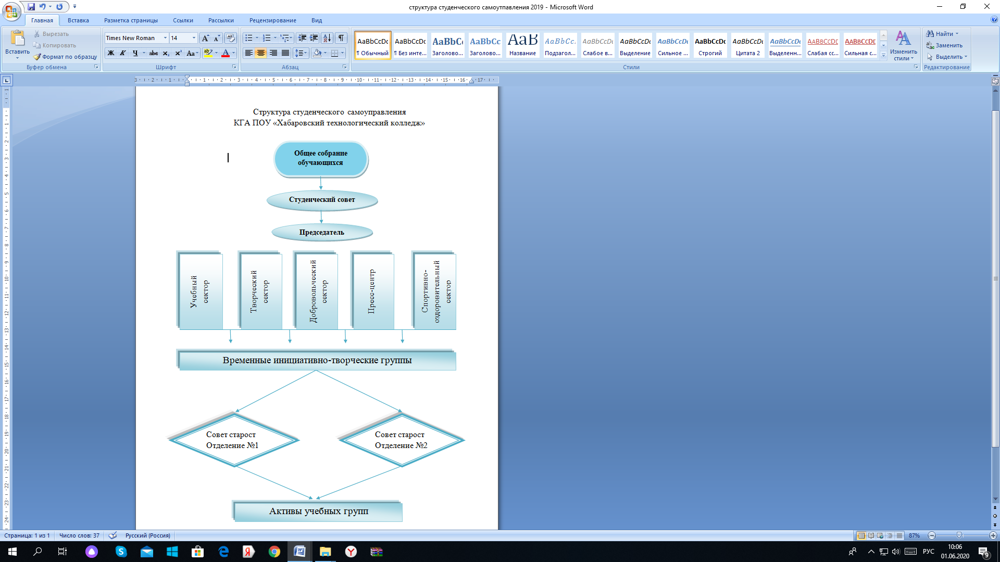 структура студенческого самоутпавления 2019 - Microsoft Word
Главная Вставка Разметка страницы Ссылки Рассылки Рецензирование Вид
Вставить
Вырезать
Копировать
Формат по образцу
Буфер обмена
Times New Roman 14
Шрифт
Абзац
AaBbCcDc AaBbCcDc AaBbC AaBbCc AaB AaBbCc. AaBbCcDc AaBbCcDc AaBbCcDc AaBbCcDc AaBbCcDc AaBbCcDc AABBCCDE AABBCCDE
¶ Обычный ¶ Без инте... Заголово... Заголово... Название Подзагол... Слабое в... Выделение Сильное ... Строгий Цитата 2 Выделенн... Слабая сс... Сильная с...
Стили
Изменить
стили
Найти
Заменить
Выделить
Редактирование
Структура студенческого самоуправления
КГА ПОУ «Хабаровский технологический колледж»
Общее собрание
обучающихся
Студенческий совет
Председатель
Учебный
сектор
Творческий
сектор
Добровольческий
сектор
Пресс-центр
Спортивно-
оздоровительный
сектор
Временные инициативно-творческие группы
Совет старост
Отделение №1
Совет старост
Отделение №2
Активы учебных групп
Страница: 1 из 1 Число слов: 37 Русский (Россия) 87%
РУС
10:06
01.06.2020
9